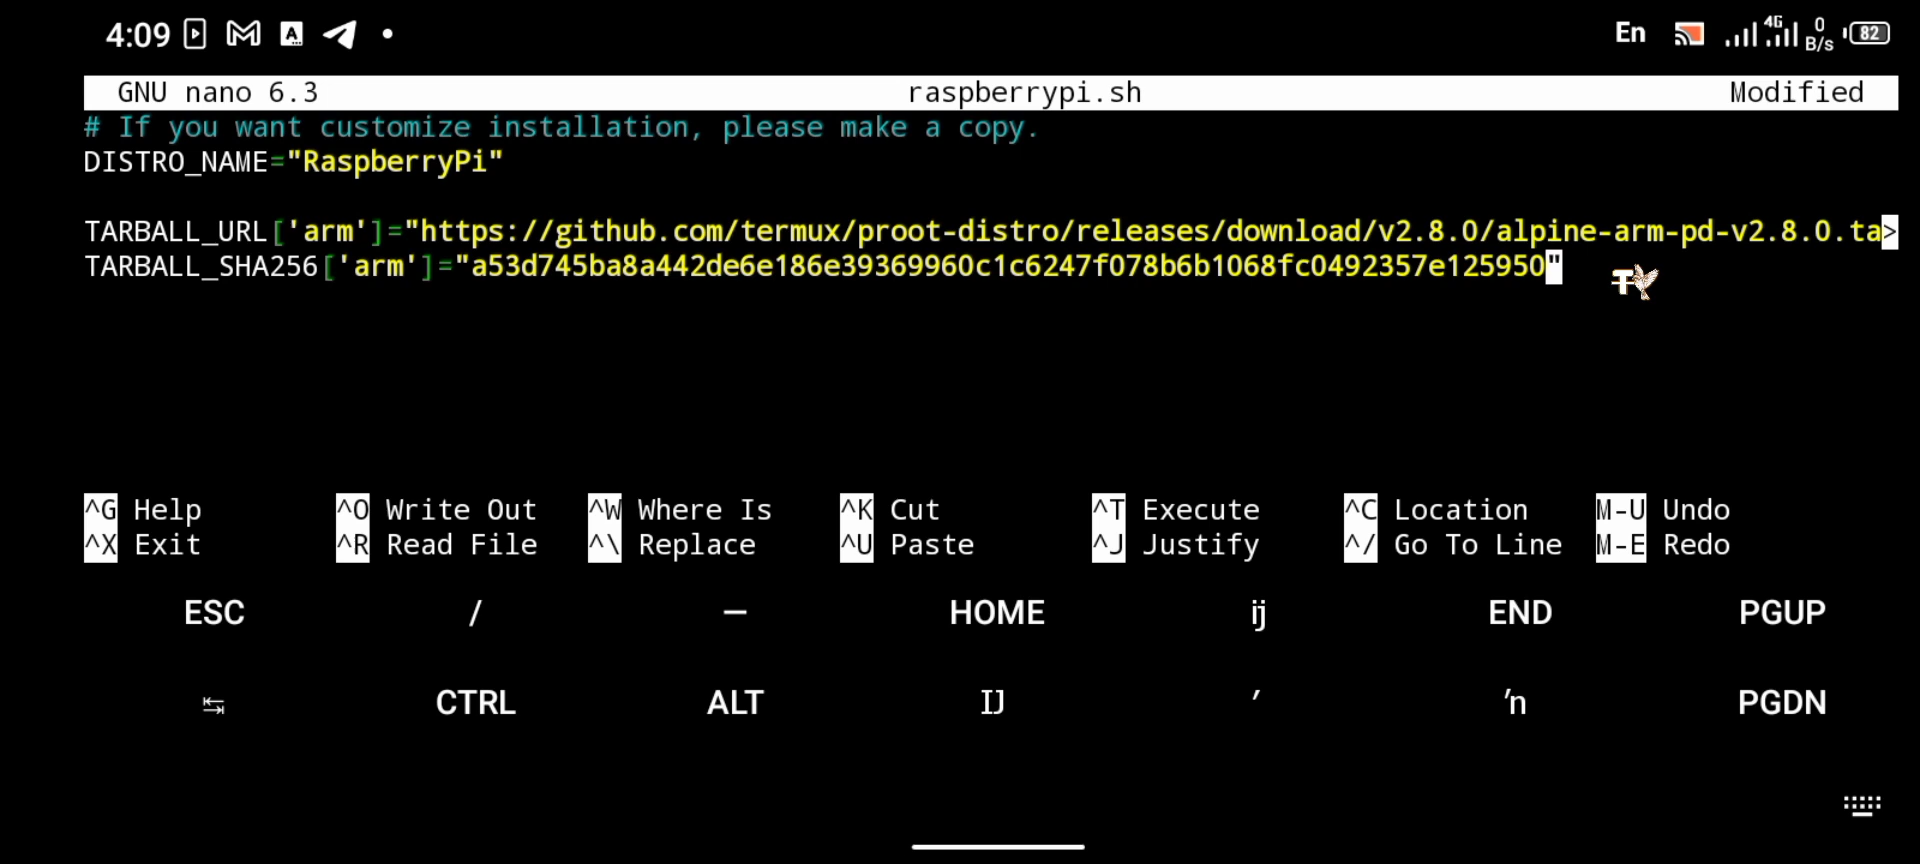 4:09 En 4G 0 B/s 82
GNU nano 6.3 raspberrypi.sh Modified
# If you want customize installation, please make a copy.
DISTRO_NAME="RaspberryPi"
TARBALL_URL['arm']="https://github.com/termux/proot-distro/releases/download/v2.8.0/alpine-arm-pd-v2.8.0.ta>
TARBALL_SHA256['arm']="a53d745ba8a442de6e186e39369960c1c6247f078b6b1068fc0492357e125950"
^G Help ^O Write Out ^W Where Is ^K Cut ^T Execute ^C Location M-U Undo
^X Exit ^R Read File ^\ Replace ^U Paste ^J Justify ^/ Go To Line M-E Redo
ESC / — HOME ĳ END PGUP
↹ CTRL ALT Ĳ ′ ŉ PGDN